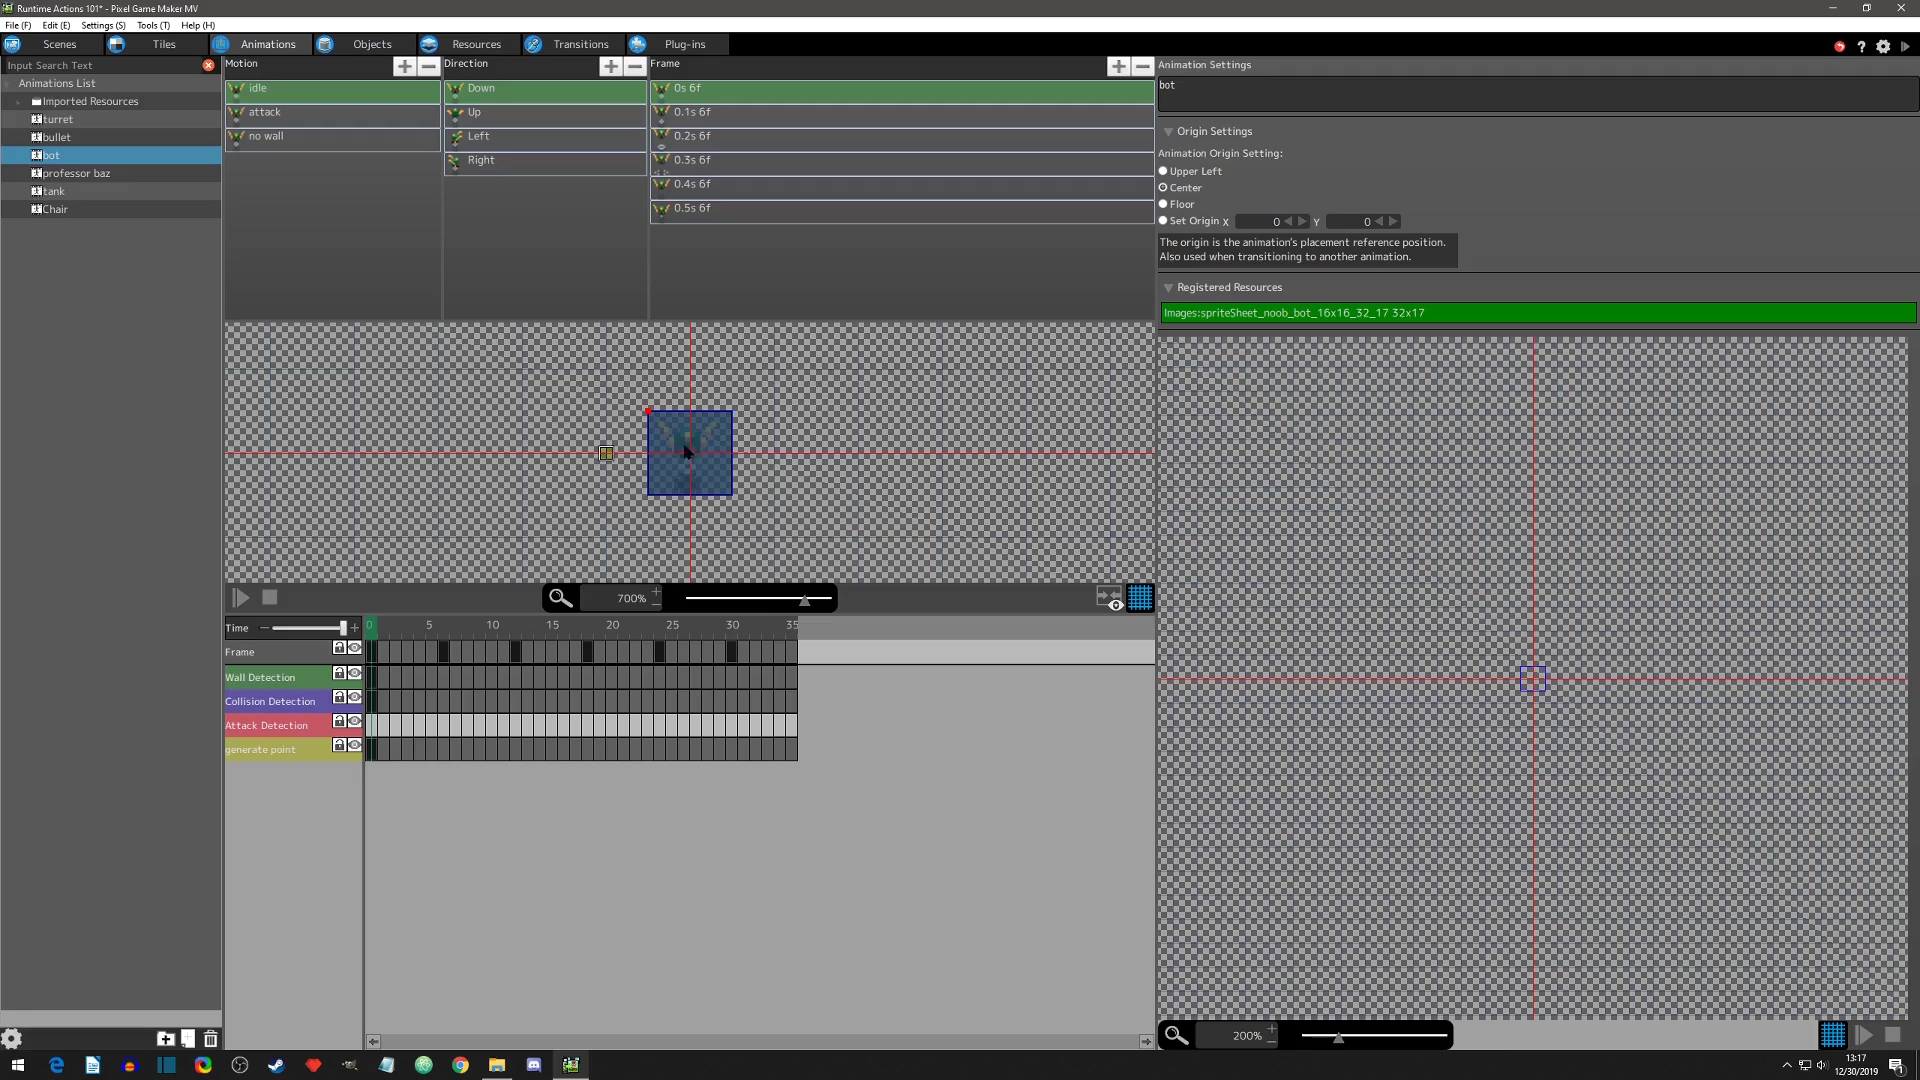 Runtime Actions 101* - Pixel Game Maker MV
File (F) Edit (E) Settings (S) Tools (T) Help (H)
Scenes Tiles Animations Objects Resources Transitions Plug-ins
Input Search Text
Animations List
Imported Resources
turret
bullet
bot
professor baz
tank
Chair
Motion
idle
attack
no wall
Direction
Down
Up
Left
Right
Frame
0s 6f
0.1s 6f
0.2s 6f
0.3s 6f
0.4s 6f
0.5s 6f
700%
Time
0 5 10 15 20 25 30 35
Frame
Wall Detection
Collision Detection
Attack Detection
generate point
Animation Settings
bot
Origin Settings
Animation Origin Setting:
Upper Left
Center
Floor
Set Origin X 0 Y 0
The origin is the animation's placement reference position.
Also used when transitioning to another animation.
Registered Resources
Images:spriteSheet_noob_bot_16x16_32_17 32x17
200%
13:17
12/30/2019